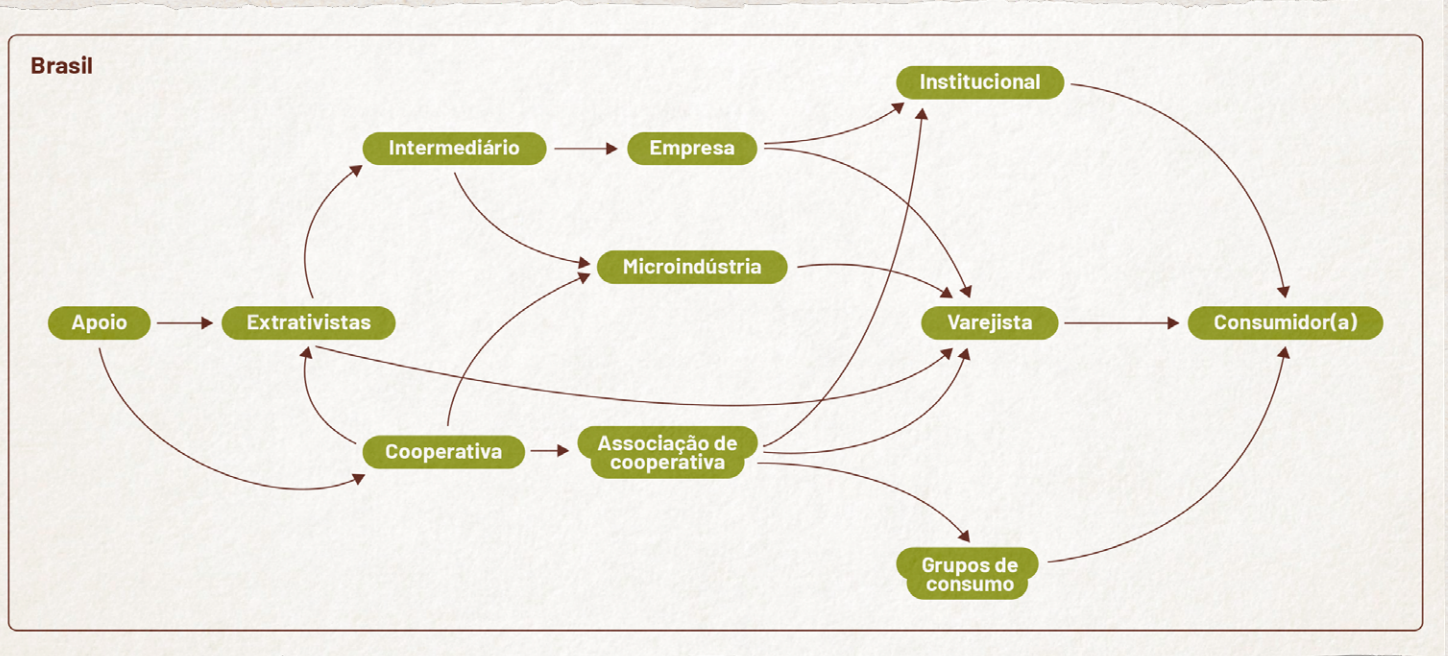 Brasil
Institucional
Intermediário
Empresa
Microindústria
Apoio
Extrativistas
Varejista
Consumidor(a)
Cooperativa
Associação de
cooperativa
Grupos de
consumo